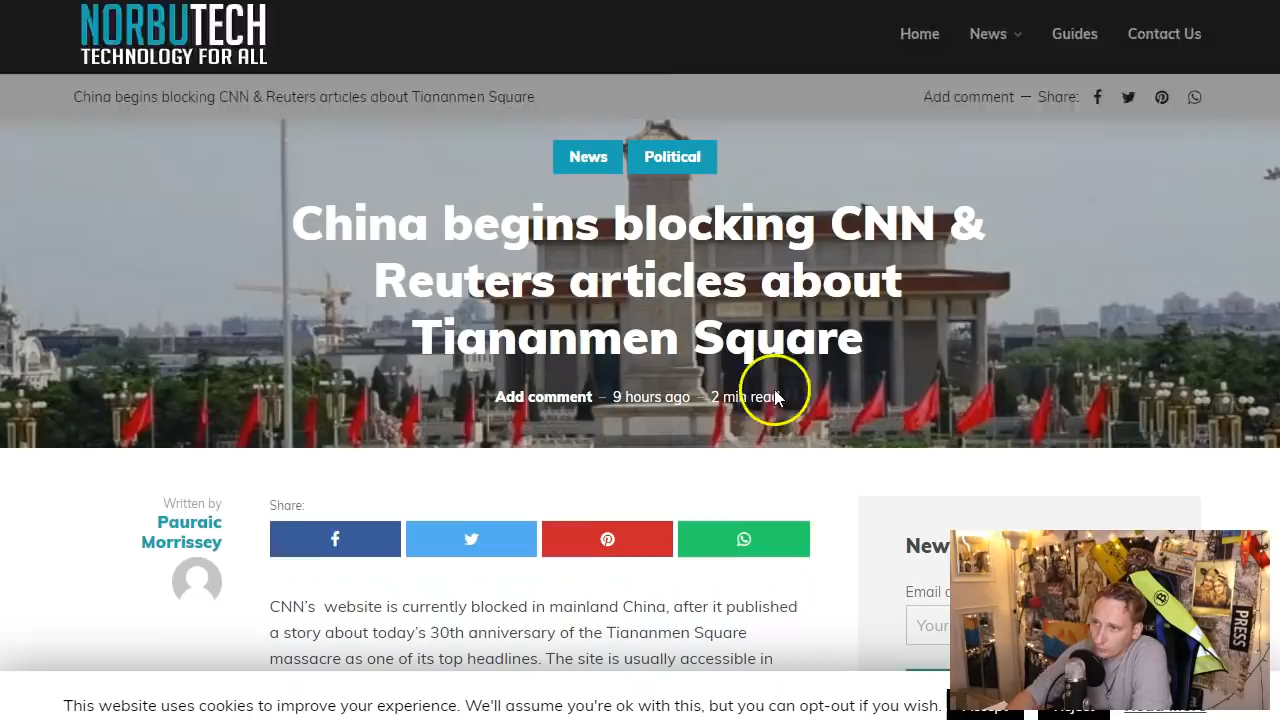 NORBUTECH
TECHNOLOGY FOR ALL
Home
News
Guides
Contact Us
China begins blocking CNN & Reuters articles about Tiananmen Square
Add comment — Share:
News
Political
China begins blocking CNN &
Reuters articles about
Tiananmen Square
Add comment – 9 hours ago – 2 min read
Written by
Pauraic
Morrissey
Share:
CNN's website is currently blocked in mainland China, after it published
a story about today's 30th anniversary of the Tiananmen Square
massacre as one of its top headlines. The site is usually accessible in
New
Email
Your
PRESS
This website uses cookies to improve your experience. We'll assume you're ok with this, but you can opt-out if you wish.